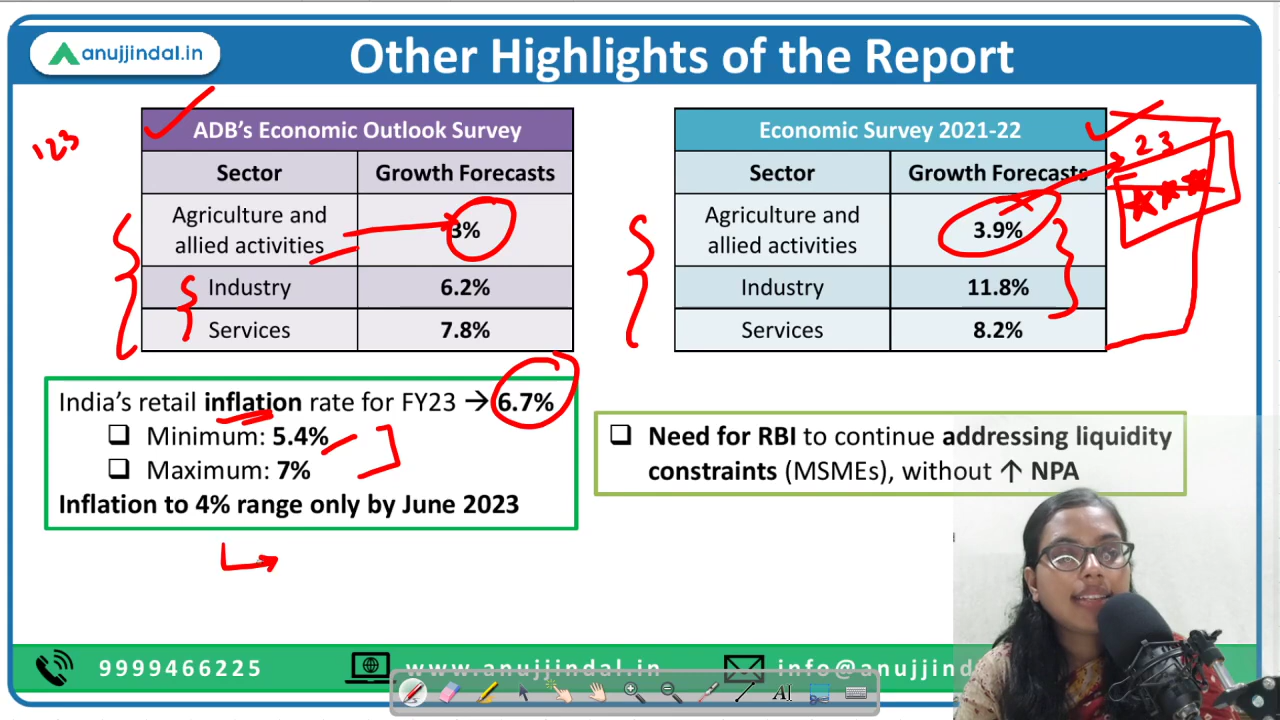 anujjindal.in
Other Highlights of the Report
123
ADB's Economic Outlook Survey
Sector Growth Forecasts
Agriculture and
allied activities 3%
Industry 6.2%
Services 7.8%
Economic Survey 2021-22
Sector Growth Forecasts
Agriculture and
allied activities 3.9%
Industry 11.8%
Services 8.2%
2 3
India's retail inflation rate for FY23 → 6.7%
❑ Minimum: 5.4%
❑ Maximum: 7%
Inflation to 4% range only by June 2023
❑ Need for RBI to continue addressing liquidity
constraints (MSMEs), without ↑ NPA
9999466225
www.anujjindal.in
info@anujjind